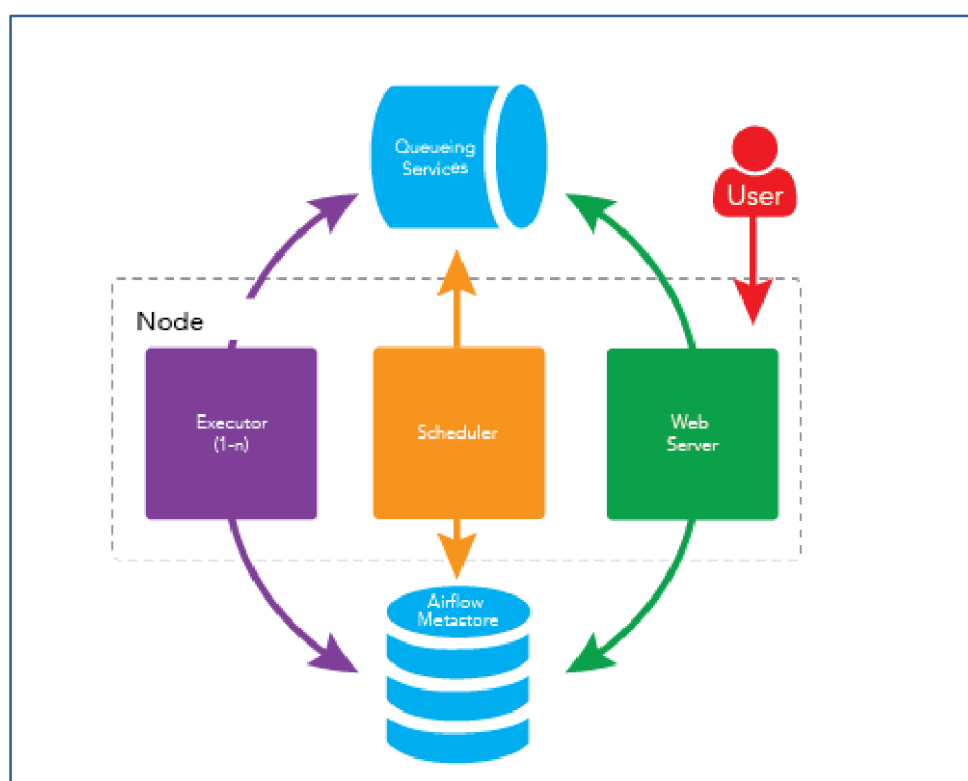 Queueing
Services
User
Node
Executor
(1-n)
Scheduler
Web
Server
Airflow
Metastore